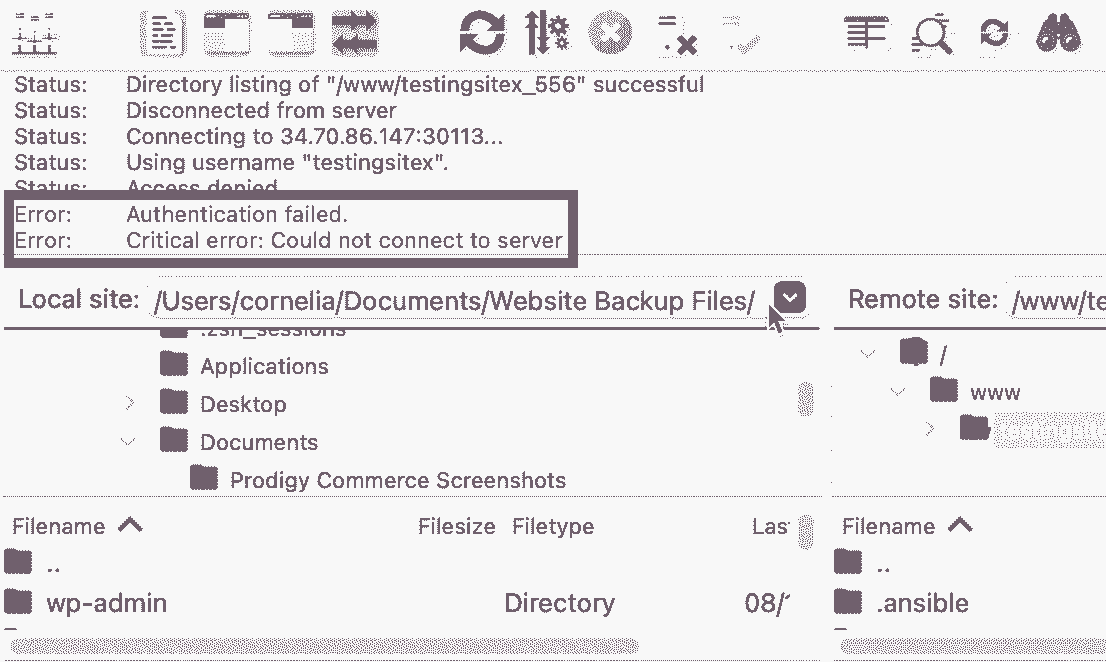 Status: Directory listing of "/www/testingsitex_556" successful
Status: Disconnected from server
Status: Connecting to 34.70.86.147:30113...
Status: Using username "testingsitex".
Status: Access denied
Error: Authentication failed.
Error: Critical error: Could not connect to server
Local site: /Users/cornelia/Documents/Website Backup Files/
Remote site: /www/te
.zsh_sessions
Applications
Desktop
Documents
Prodigy Commerce Screenshots
/
www
Filename Filesize Filetype Las
..
wp-admin Directory 08/
Filename
..
.ansible